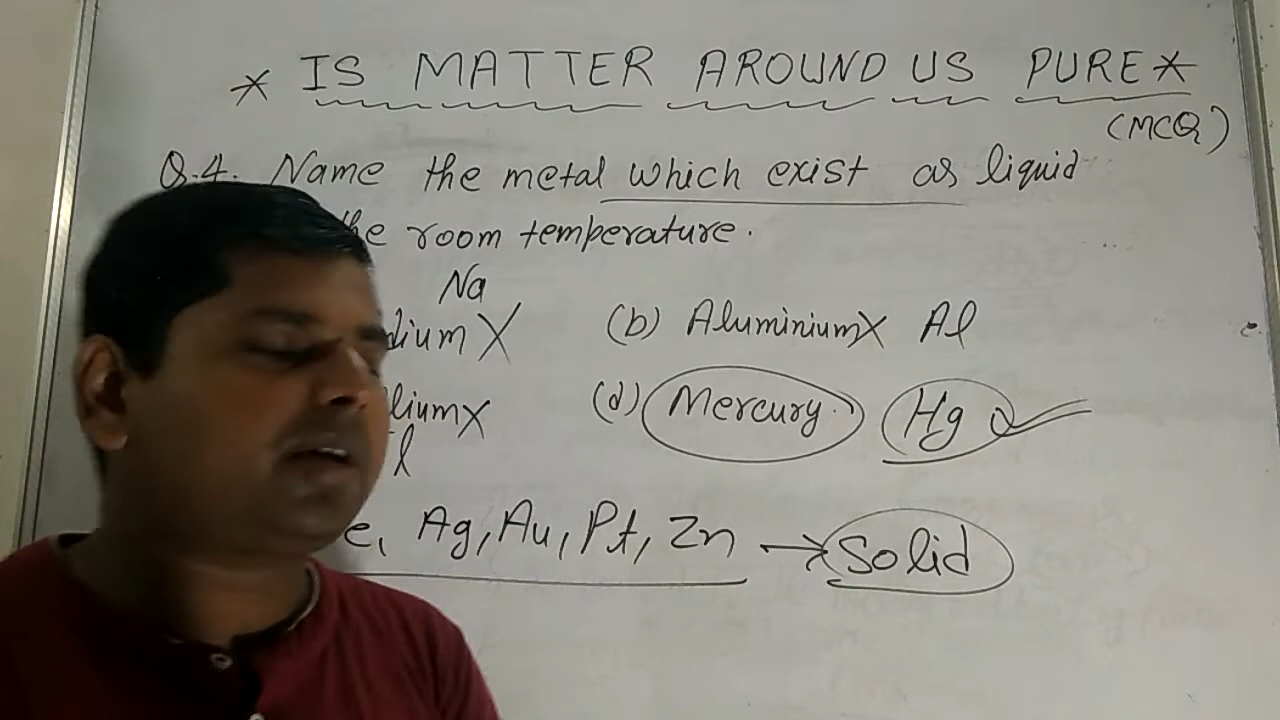 * IS MATTER AROUND US PURE *
(MCQ)
Q.4. Name the metal which exist as liquid
the room temperature.
Na
dium X (b) Aluminium X Al
lium X (d) Mercury. Hg
l
e, Ag, Au, Pt, Zn → Solid